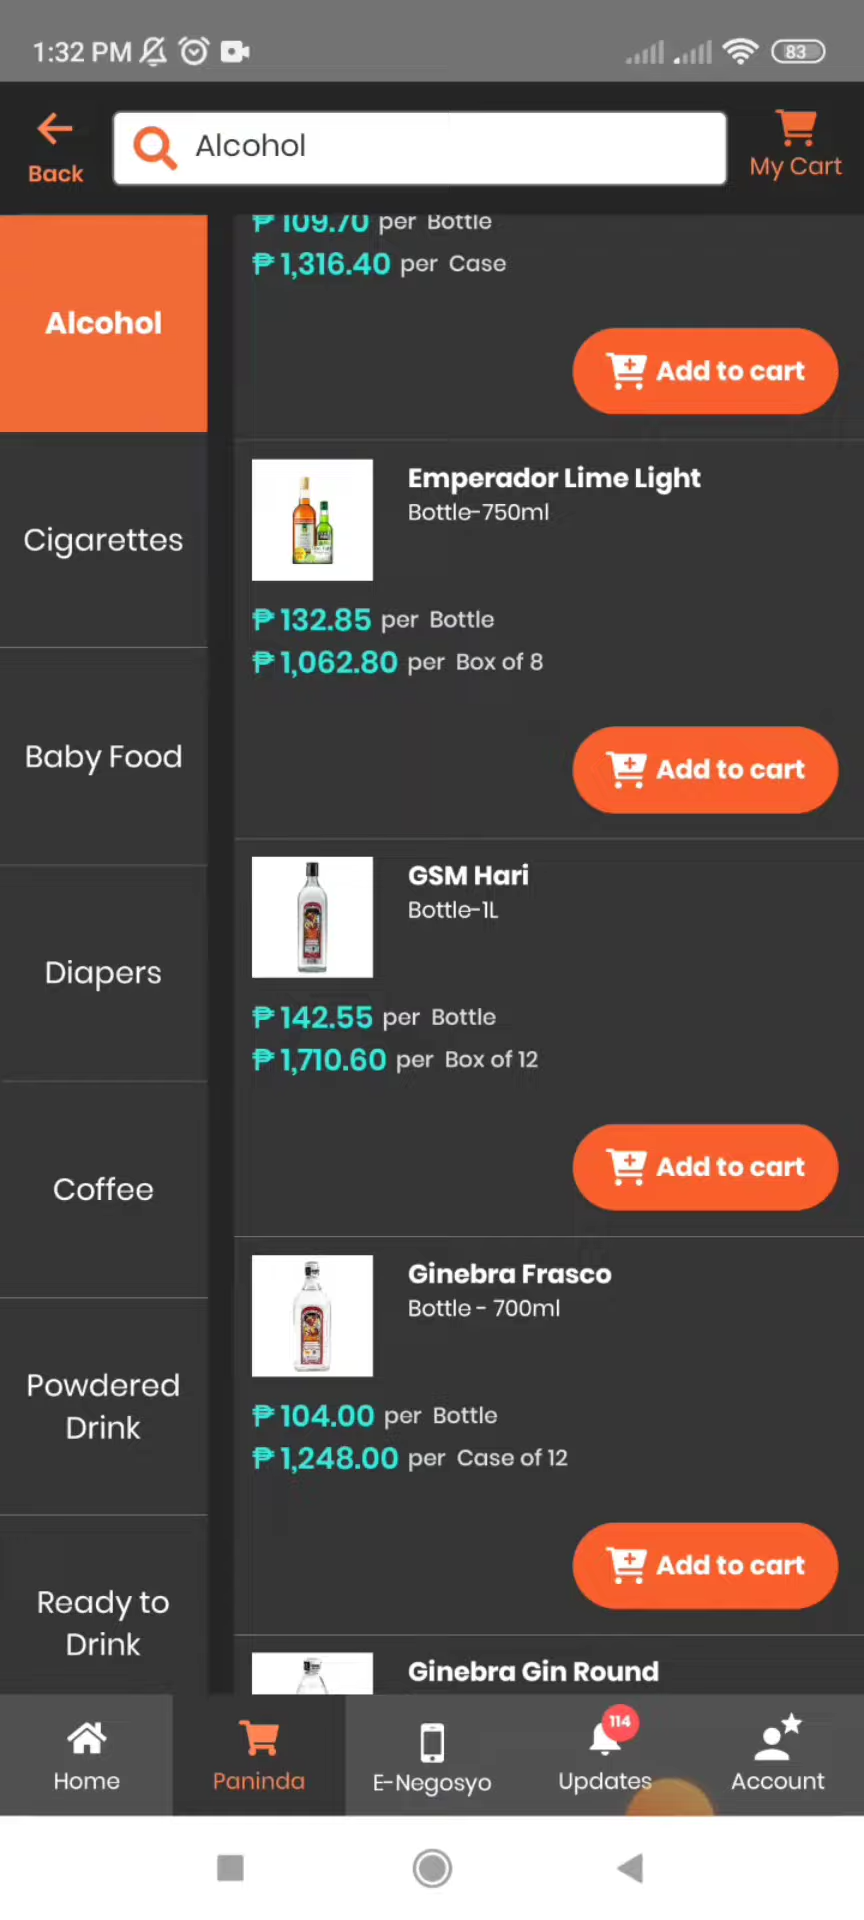 1:32 PM
83
Back
Alcohol
My Cart
₱ 109.70 per Bottle
₱ 1,316.40 per Case
Add to cart
Alcohol
Cigarettes
Baby Food
Diapers
Coffee
Powdered
Drink
Ready to
Drink
Emperador Lime Light
Bottle-750ml
₱ 132.85 per Bottle
₱ 1,062.80 per Box of 8
Add to cart
GSM Hari
Bottle-1L
₱ 142.55 per Bottle
₱ 1,710.60 per Box of 12
Add to cart
Ginebra Frasco
Bottle - 700ml
₱ 104.00 per Bottle
₱ 1,248.00 per Case of 12
Add to cart
Ginebra Gin Round
114
Home
Paninda
E-Negosyo
Updates
Account